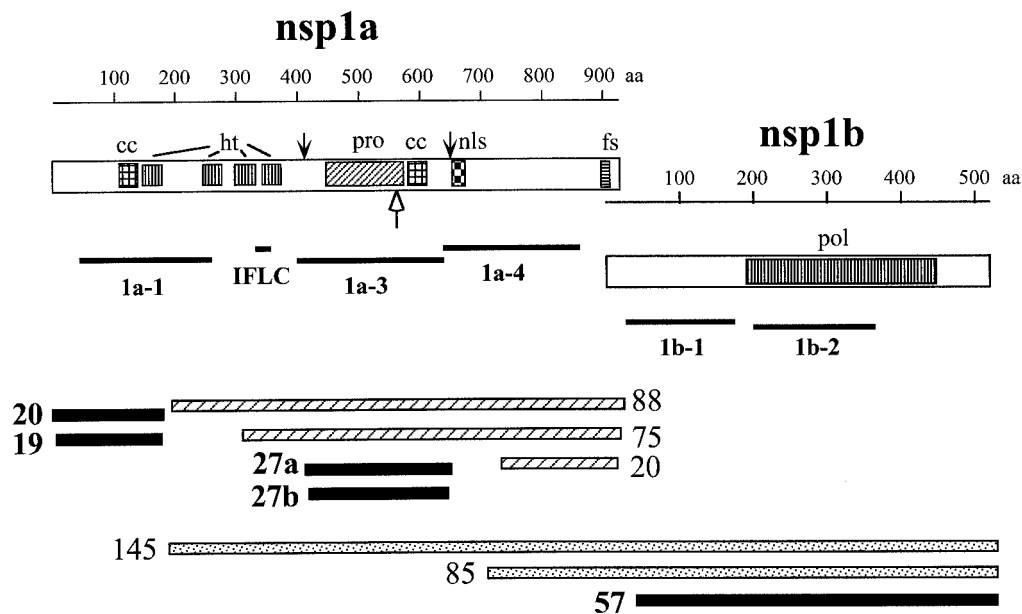 nsp1a
100 200 300 400 500 600 700 800 900 aa
cc ht pro cc nls fs
nsp1b
100 200 300 400 500 aa
pol
1a-1 IFLC 1a-3 1a-4
1b-1 1b-2
20 88
19 75
27a 20
27b
145
85
57